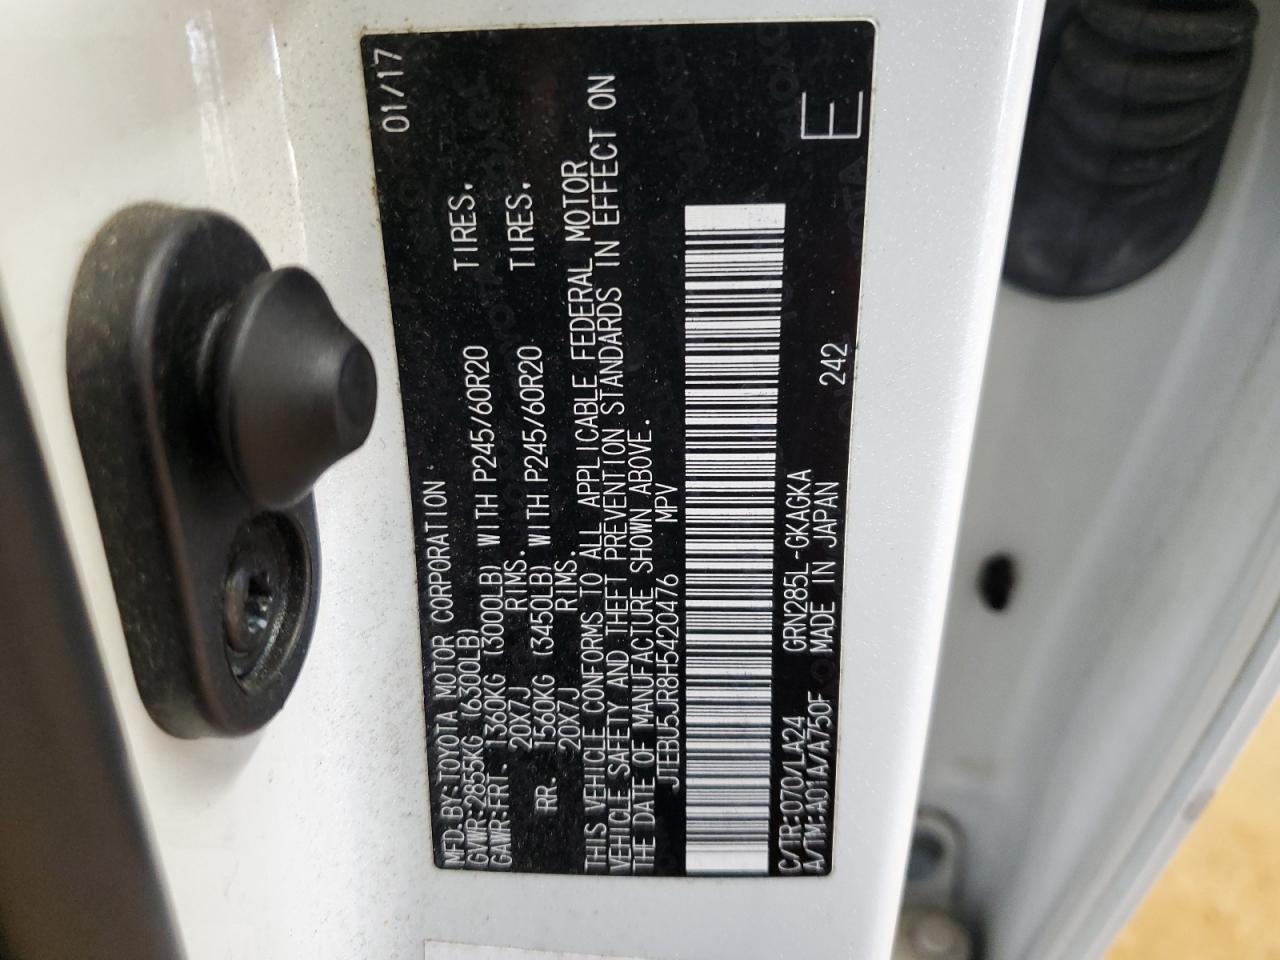 MFD.BY:TOYOTA MOTOR CORPORATION 01/17
GVWR:2855KG (6300LB)
GAWR:FRT. 1360KG (3000LB) WITH P245/60R20 TIRES.
20X7J RIMS.
RR. 1560KG (3450LB) WITH P245/60R20 TIRES.
20X7J RIMS.
THIS VEHICLE CONFORMS TO ALL APPLICABLE FEDERAL MOTOR
VEHICLE SAFETY AND THEFT PREVENTION STANDARDS IN EFFECT ON
THE DATE OF MANUFACTURE SHOWN ABOVE.
JTEBU5JR8H5420476 MPV
C/TR:070/LA24 GRN285L-GKAGKA
A/TM:A01A/A750F MADE IN JAPAN 242
E